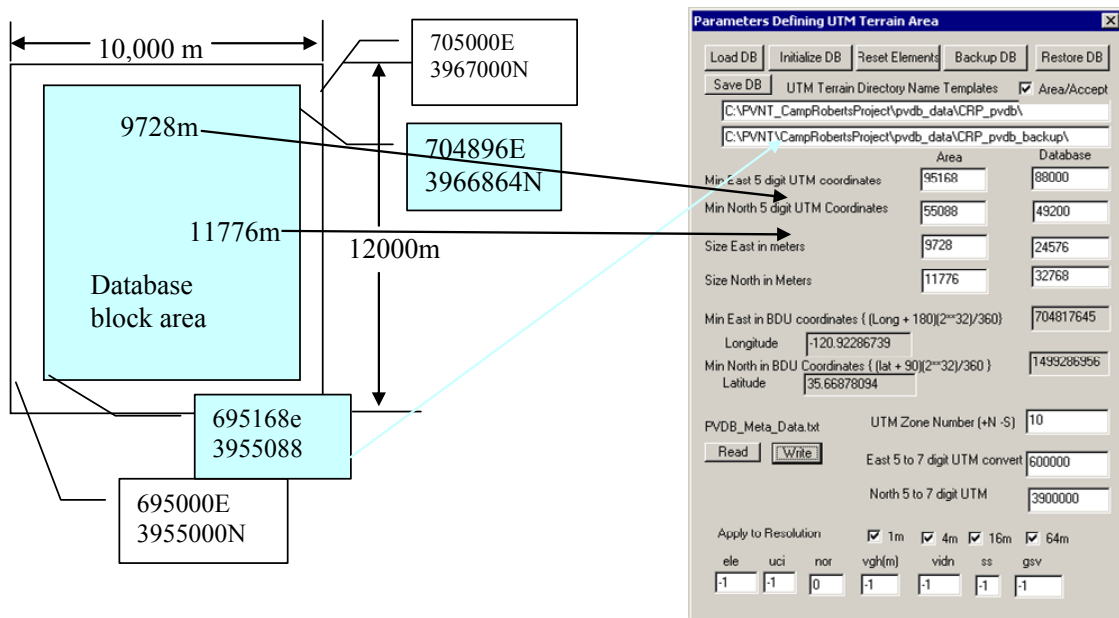 10,000 m
705000E
3967000N
9728m
704896E
3966864N
11776m
12000m
Database
block area
695168e
3955088
695000E
3955000N
Parameters Defining UTM Terrain Area
Load DB Initialize DB Reset Elements Backup DB Restore DB
Save DB UTM Terrain Directory Name Templates Area/Accept
C:\PVNT_CampRobertsProject\pvdb_data\CRP_pvdb\
C:\PVNT\CampRobertsProject\pvdb_data\CRP_pvdb_backup\
Area Database
Min East 5 digit UTM coordinates 95168 88000
Min North 5 digit UTM Coordinates 55088 49200
Size East in meters 9728 24576
Size North in Meters 11776 32768
Min East in BDU coordinates { (Long + 180)(2**32)/360} 704817645
Longitude -120.92286739
Min North in BDU Coordinates { (lat + 90)(2**32)/360 } 1499286956
Latitude 35.66878094
PVDB_Meta_Data.txt UTM Zone Number (+N -S) 10
Read Write East 5 to 7 digit UTM convert 600000
North 5 to 7 digit UTM 3900000
Apply to Resolution 1m 4m 16m 64m
ele uci nor vgh(m) vidn ss gsv
-1 -1 0 -1 -1 -1 -1